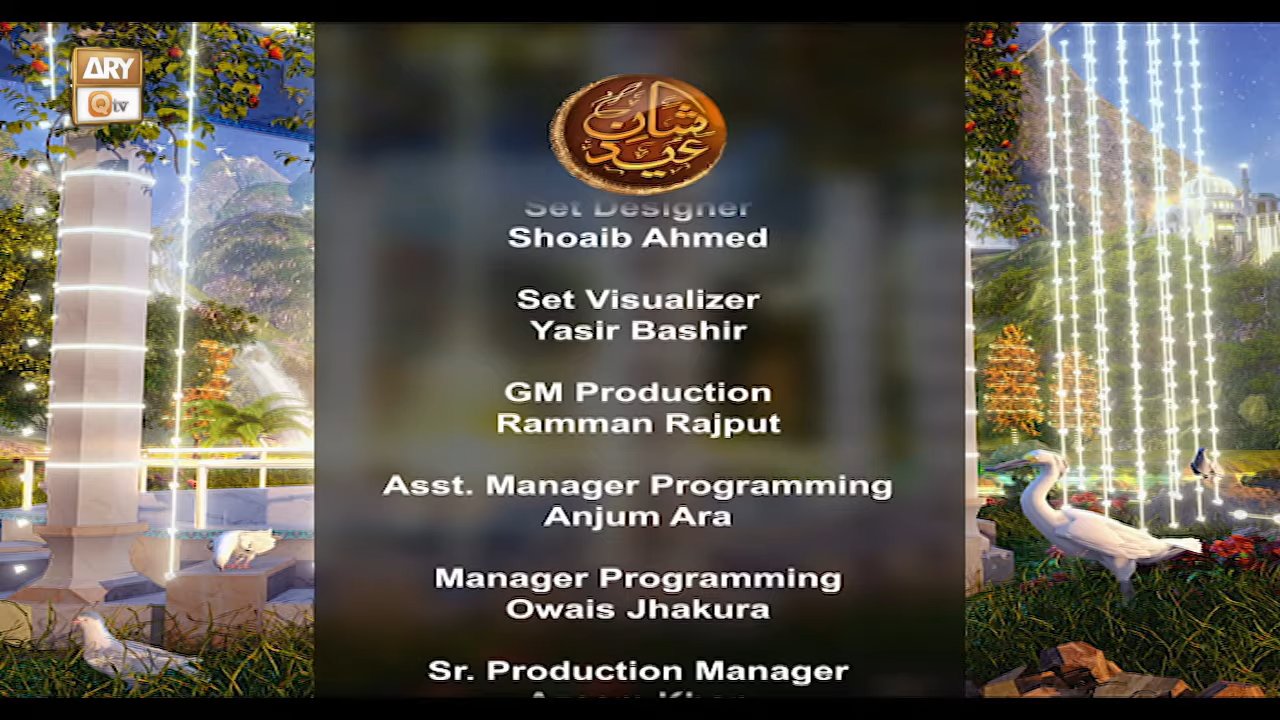 ARY
Qtv
شان
عید
Set Designer
Shoaib Ahmed
Set Visualizer
Yasir Bashir
GM Production
Ramman Rajput
Asst. Manager Programming
Anjum Ara
Manager Programming
Owais Jhakura
Sr. Production Manager